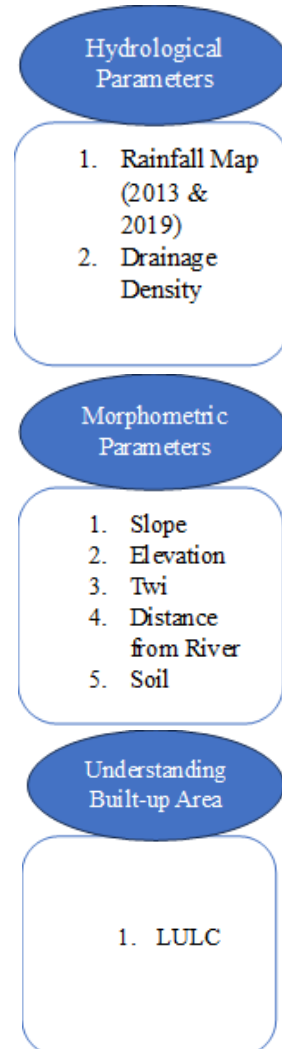 Hydrological
Parameters
1. Rainfall Map
(2013 &
2019)
2. Drainage
Density
Morphometric
Parameters
1. Slope
2. Elevation
3. Twi
4. Distance
from River
5. Soil
Understanding
Built-up Area
1. LULC